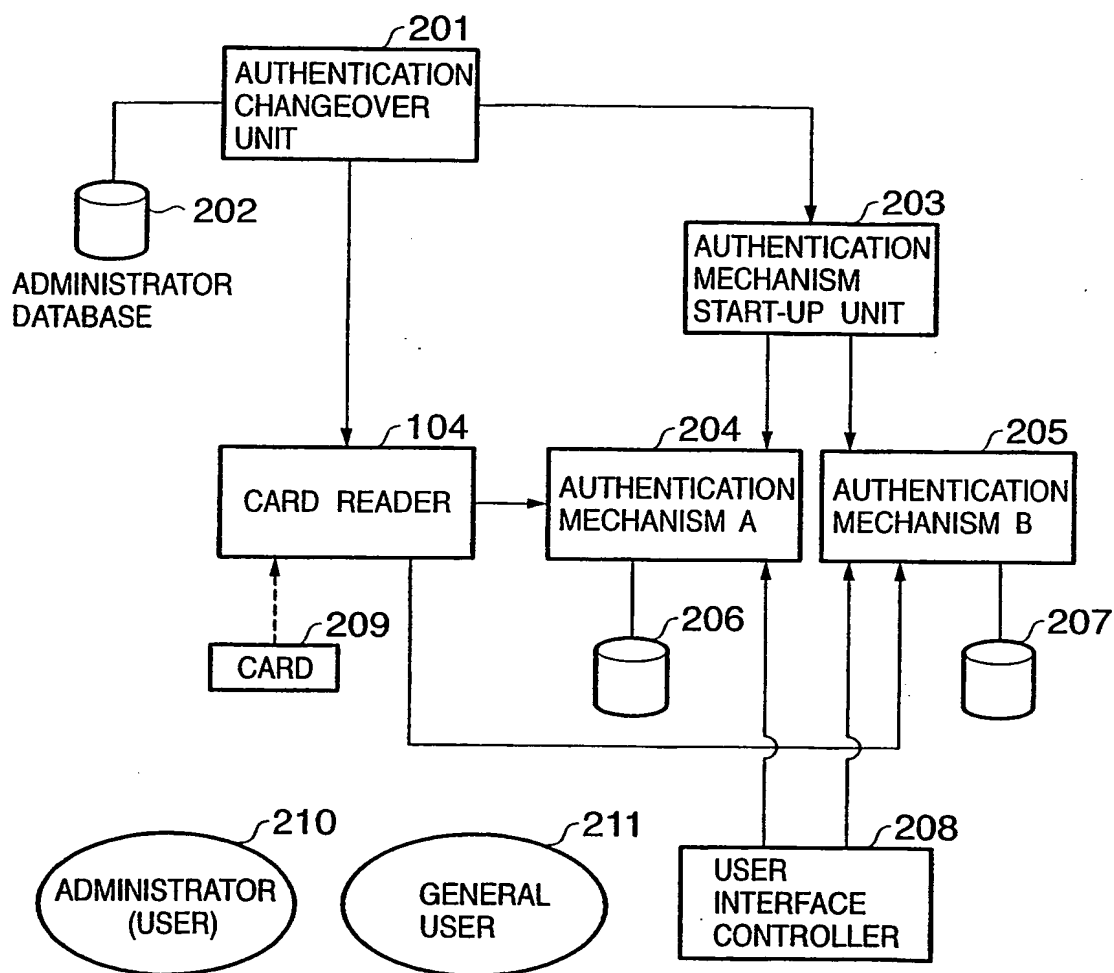 201
AUTHENTICATION
CHANGEOVER
UNIT
202
ADMINISTRATOR
DATABASE
203
AUTHENTICATION
MECHANISM
START-UP UNIT
104
CARD READER
204
AUTHENTICATION
MECHANISM A
205
AUTHENTICATION
MECHANISM B
209
CARD
206
207
210
ADMINISTRATOR
(USER)
211
GENERAL
USER
208
USER
INTERFACE
CONTROLLER